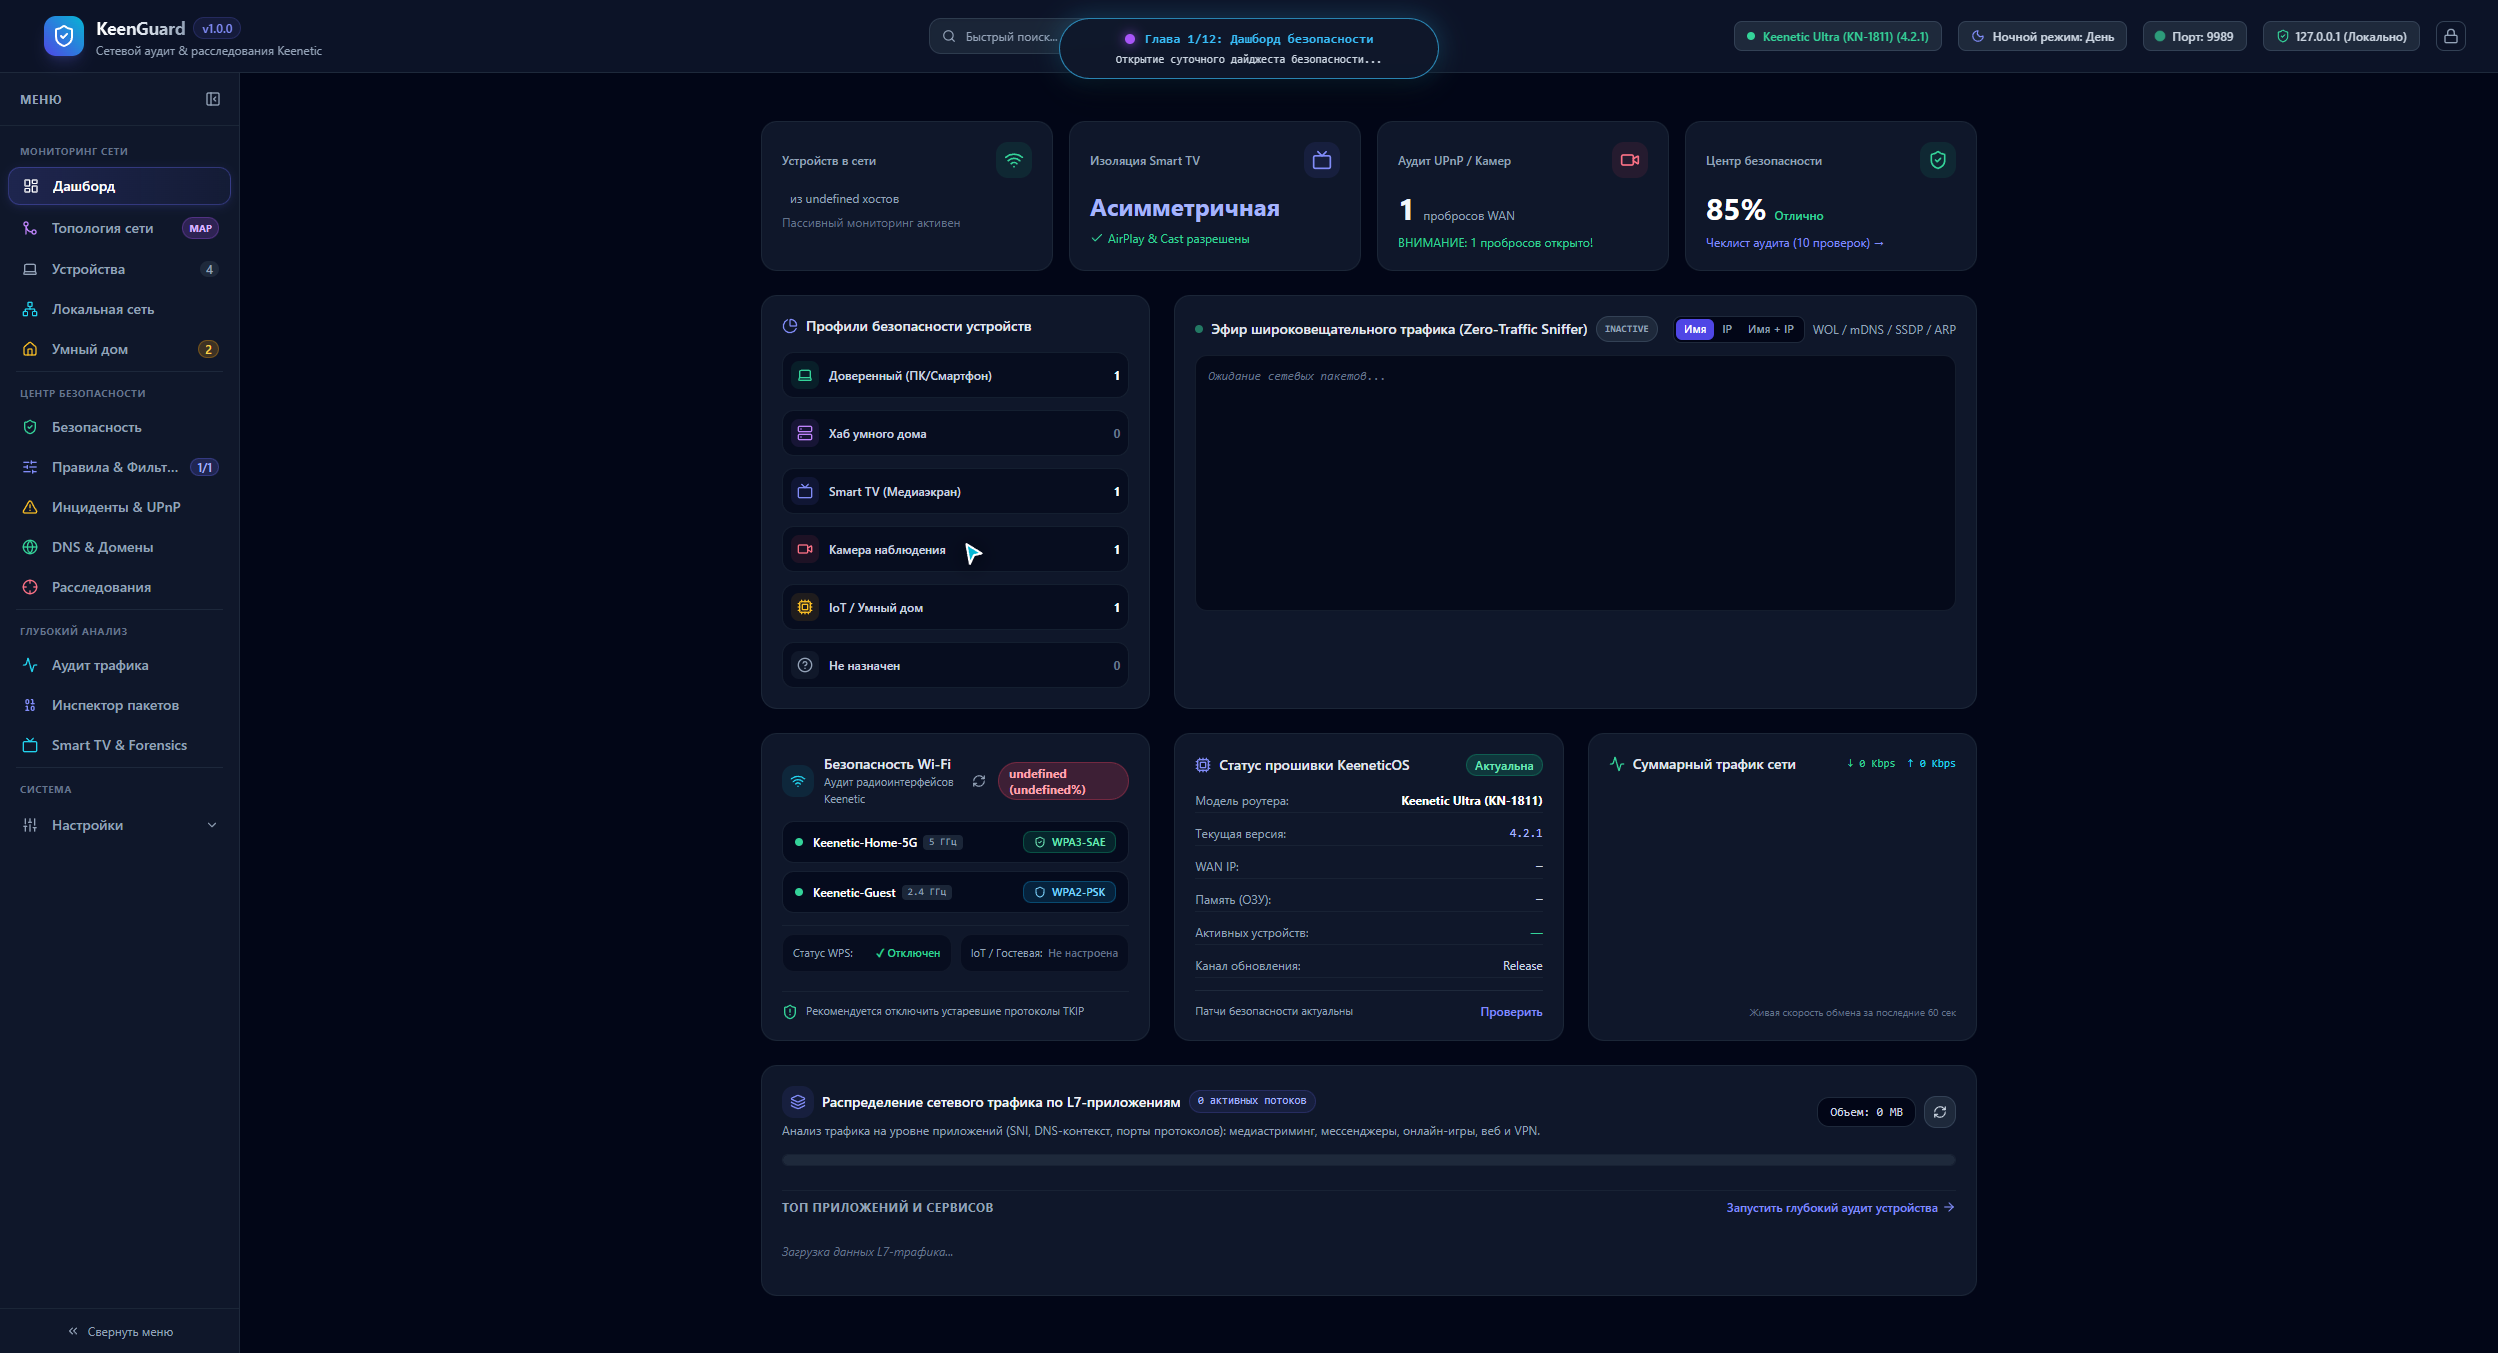 KeenGuard v1.0.0
Сетевой аудит & расследования Keenetic
Быстрый поиск...
Глава 1/12: Дашборд безопасности
Открытие суточного дайджеста безопасности...
Keenetic Ultra (KN-1811) (4.2.1)
Ночной режим: День
Порт: 9989
127.0.0.1 (Локально)
МЕНЮ
МОНИТОРИНГ СЕТИ
Дашборд
Топология сети MAP
Устройства 4
Локальная сеть
Умный дом 2
ЦЕНТР БЕЗОПАСНОСТИ
Безопасность
Правила & Фильт... 1/1
Инциденты & UPnP
DNS & Домены
Расследования
ГЛУБОКИЙ АНАЛИЗ
Аудит трафика
Инспектор пакетов
Smart TV & Forensics
СИСТЕМА
Настройки
Свернуть меню
Устройств в сети
из undefined хостов
Пассивный мониторинг активен
Изоляция Smart TV
Асимметричная
AirPlay & Cast разрешены
Аудит UPnP / Камер
1 пробросов WAN
ВНИМАНИЕ: 1 пробросов открыто!
Центр безопасности
85% Отлично
Чеклист аудита (10 проверок) →
Профили безопасности устройств
Доверенный (ПК/Смартфон) 1
Хаб умного дома 0
Smart TV (Медиаэкран) 1
Камера наблюдения 1
IoT / Умный дом 1
Не назначен 0
Эфир широковещательного трафика (Zero-Traffic Sniffer) INACTIVE Имя IP Имя + IP WOL / mDNS / SSDP / ARP
Ожидание сетевых пакетов...
Безопасность Wi-Fi
Аудит радиоинтерфейсов
Keenetic
undefined
(undefined%)
Keenetic-Home-5G 5 ГГц WPA3-SAE
Keenetic-Guest 2.4 ГГц WPA2-PSK
Статус WPS: ✓ Отключен
IoT / Гостевая: Не настроена
Рекомендуется отключить устаревшие протоколы TKIP
Статус прошивки KeeneticOS Актуальна
Модель роутера: Keenetic Ultra (KN-1811)
Текущая версия: 4.2.1
WAN IP: –
Память (ОЗУ): –
Активных устройств: —
Канал обновления: Release
Патчи безопасности актуальны Проверить
Суммарный трафик сети ↓ 0 Kbps ↑ 0 Kbps
Живая скорость обмена за последние 60 сек
Распределение сетевого трафика по L7-приложениям 0 активных потоков
Анализ трафика на уровне приложений (SNI, DNS-контекст, порты протоколов): медиастриминг, мессенджеры, онлайн-игры, веб и VPN.
Объем: 0 MB
ТОП ПРИЛОЖЕНИЙ И СЕРВИСОВ
Запустить глубокий аудит устройства →
Загрузка данных L7-трафика...